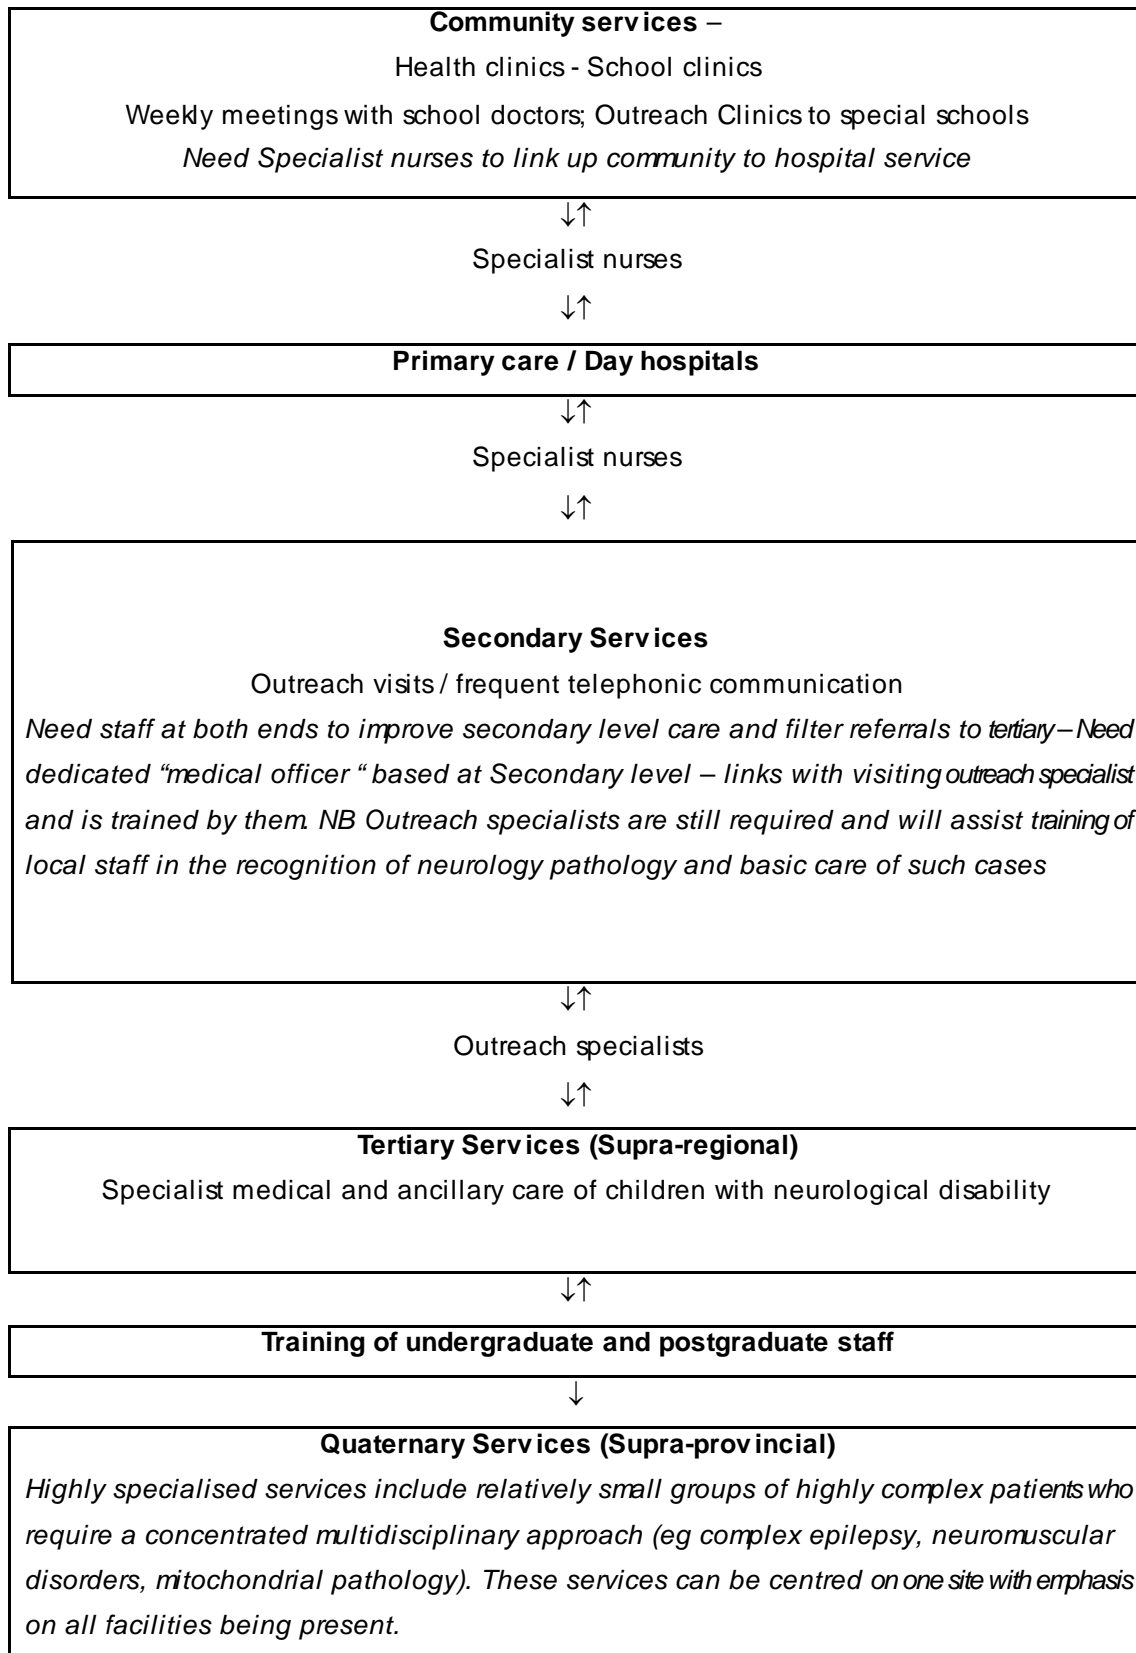 Community services –
Health clinics - School clinics
Weekly meetings with school doctors; Outreach Clinics to special schools
Need Specialist nurses to link up community to hospital service
↓↑
Specialist nurses
↓↑
Primary care / Day hospitals
↓↑
Specialist nurses
↓↑
Secondary Services
Outreach visits / frequent telephonic communication
Need staff at both ends to improve secondary level care and filter referrals to tertiary – Need
dedicated “medical officer “ based at Secondary level – links with visiting outreach specialist
and is trained by them. NB Outreach specialists are still required and will assist training of
local staff in the recognition of neurology pathology and basic care of such cases
↓↑
Outreach specialists
↓↑
Tertiary Services (Supra-regional)
Specialist medical and ancillary care of children with neurological disability
↓↑
Training of undergraduate and postgraduate staff
↓
Quaternary Services (Supra-provincial)
Highly specialised services include relatively small groups of highly complex patients who
require a concentrated multidisciplinary approach (eg complex epilepsy, neuromuscular
disorders, mitochondrial pathology). These services can be centred on one site with emphasis
on all facilities being present.